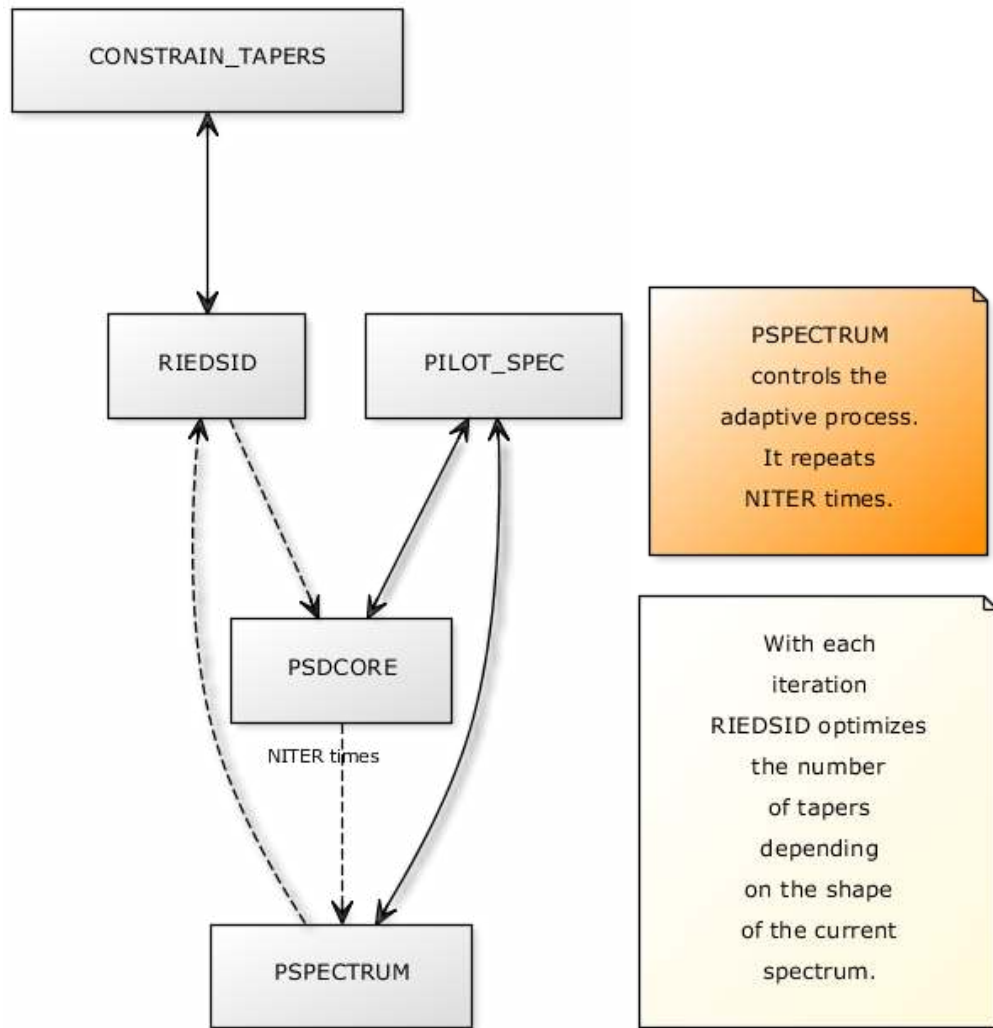 CONSTRAIN_TAPERS
RIEDSID
PILOT_SPEC
PSPECTRUM
controls the
adaptive process.
It repeats
NITER times.
PSDCORE
NITER times
PSPECTRUM
With each
iteration
RIEDSID optimizes
the number
of tapers
depending
on the shape
of the current
spectrum.